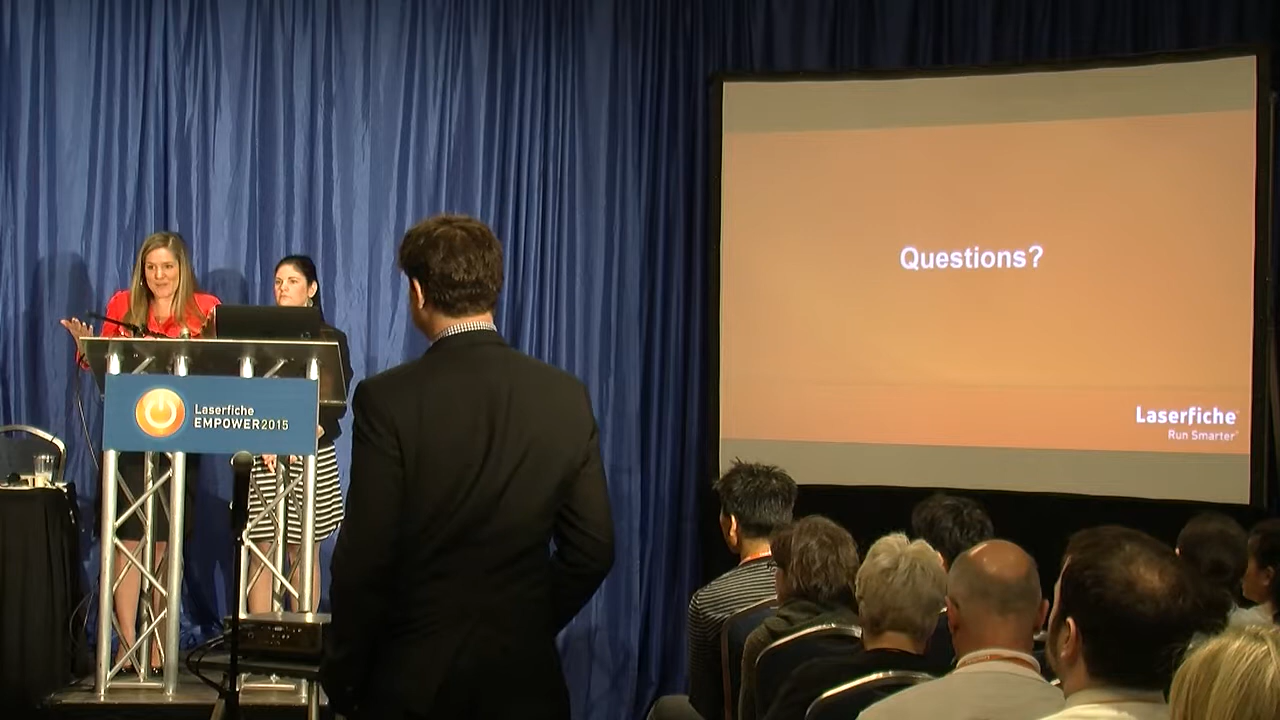 Laserfiche
EMPOWER2015
Questions?
Laserfiche
Run Smarter